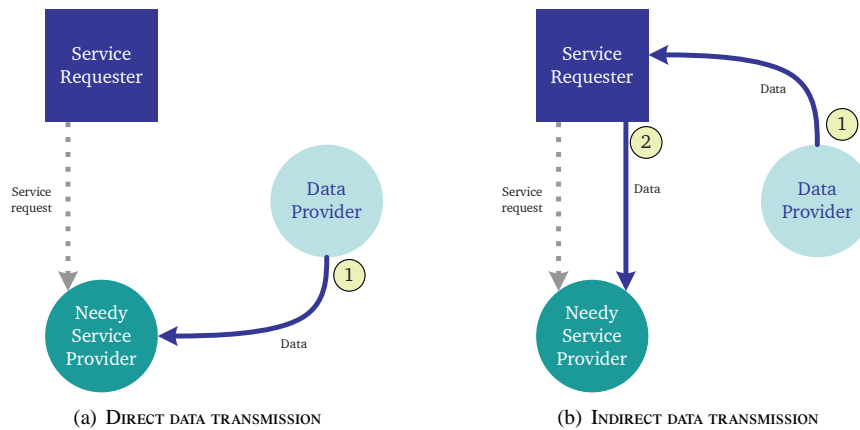 Service
Requester
Service
request
Data
Provider
1
Needy
Service
Provider
Data
(a) DIRECT DATA TRANSMISSION
Service
Requester
Data
1
2
Service
request
Data
Data
Provider
Needy
Service
Provider
(b) INDIRECT DATA TRANSMISSION